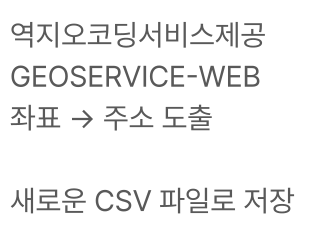 역지오코딩서비스제공
GEOSERVICE-WEB
좌표 → 주소 도출
새로운 CSV 파일로 저장